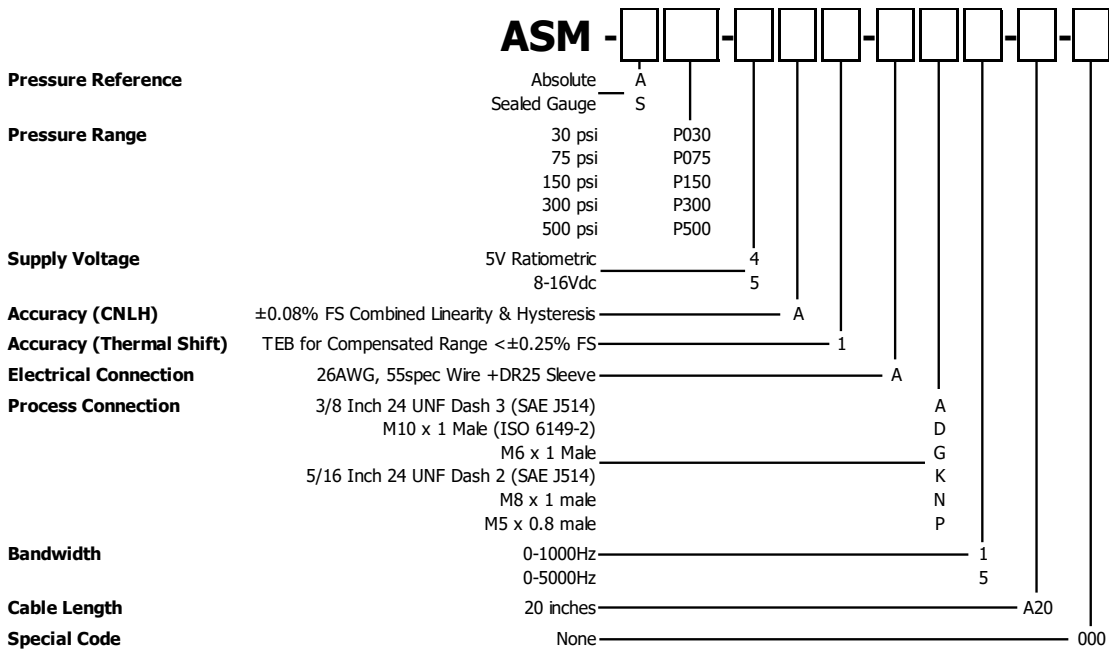 ASM - - - - -
Pressure Reference Absolute A
Sealed Gauge S
Pressure Range 30 psi P030
75 psi P075
150 psi P150
300 psi P300
500 psi P500
Supply Voltage 5V Ratiometric 4
8-16Vdc 5
Accuracy (CNLH) ±0.08% FS Combined Linearity & Hysteresis A
Accuracy (Thermal Shift) TEB for Compensated Range <±0.25% FS 1
Electrical Connection 26AWG, 55spec Wire +DR25 Sleeve A
Process Connection 3/8 Inch 24 UNF Dash 3 (SAE J514) A
M10 x 1 Male (ISO 6149-2) D
M6 x 1 Male G
5/16 Inch 24 UNF Dash 2 (SAE J514) K
M8 x 1 male N
M5 x 0.8 male P
Bandwidth 0-1000Hz 1
0-5000Hz 5
Cable Length 20 inches A20
Special Code None 000